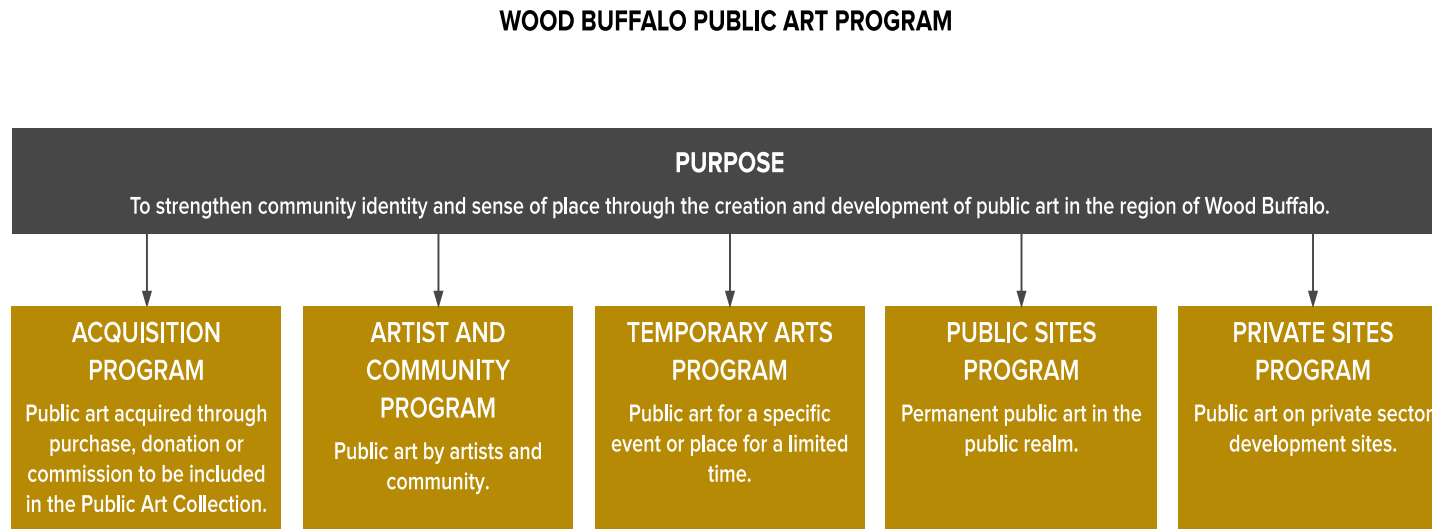 WOOD BUFFALO PUBLIC ART PROGRAM
PURPOSE
To strengthen community identity and sense of place through the creation and development of public art in the region of Wood Buffalo.
ACQUISITION
PROGRAM
Public art acquired through
purchase, donation or
commission to be included
in the Public Art Collection.
ARTIST AND
COMMUNITY
PROGRAM
Public art by artists and
community.
TEMPORARY ARTS
PROGRAM
Public art for a specific
event or place for a limited
time.
PUBLIC SITES
PROGRAM
Permanent public art in the
public realm.
PRIVATE SITES
PROGRAM
Public art on private sector
development sites.